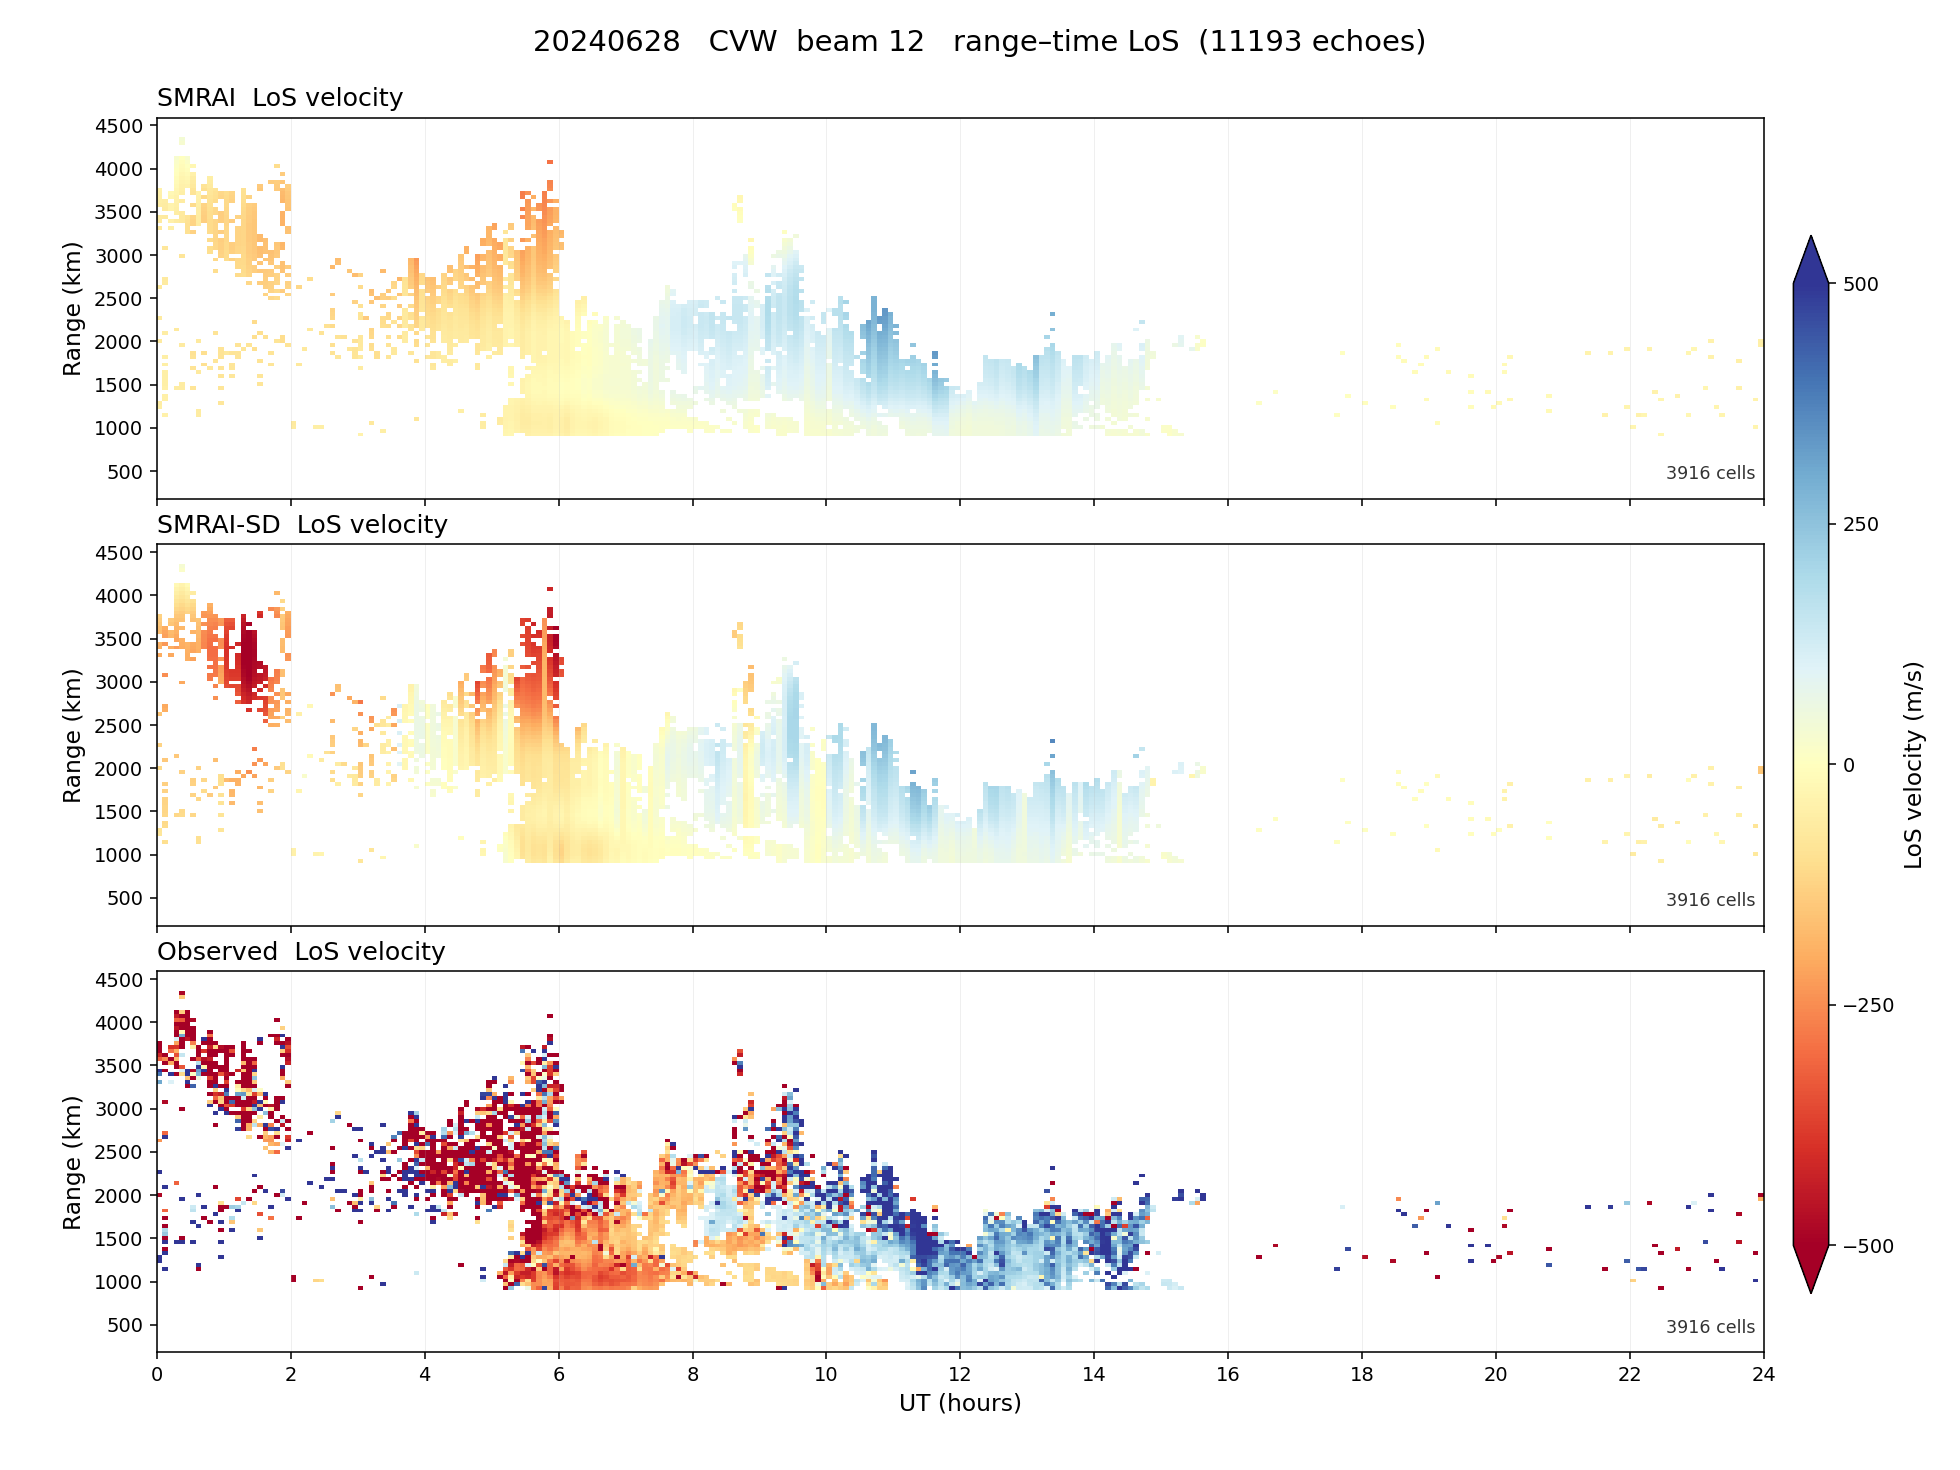 20240628   CVW  beam 12   range–time LoS  (11193 echoes)
SMRAI  LoS velocity
4500
4000
3500
3000
2500
2000
1500
1000
500
Range (km)
3916 cells
SMRAI-SD  LoS velocity
4500
4000
3500
3000
2500
2000
1500
1000
500
Range (km)
3916 cells
Observed  LoS velocity
4500
4000
3500
3000
2500
2000
1500
1000
500
Range (km)
3916 cells
0 2 4 6 8 10 12 14 16 18 20 22 24
UT (hours)
500
250
0
−250
−500
LoS velocity (m/s)